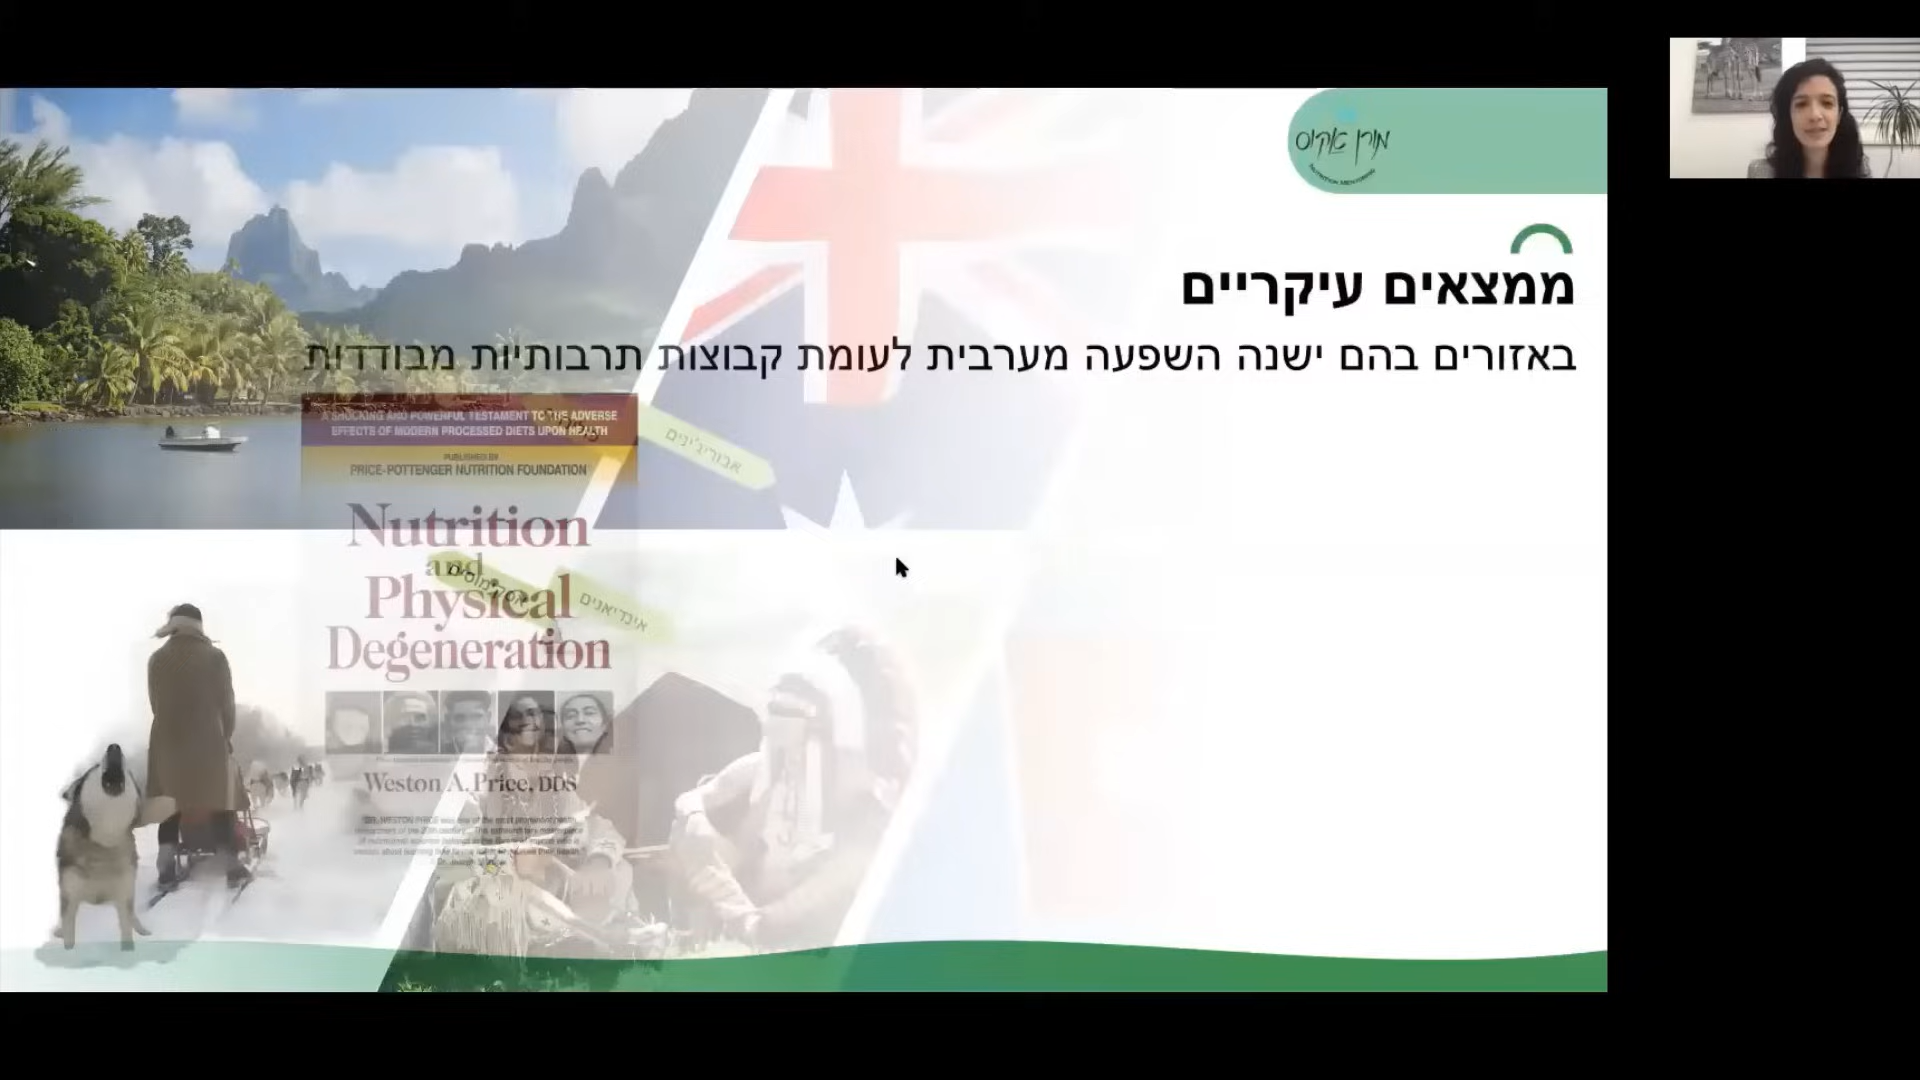 מורן אקוס
NUTRITION MENTORING
ממצאים עיקריים
באזורים בהם ישנה השפעה מערבית לעומת קבוצות תרבותיות מבודדות
A SHOCKING AND POWERFUL TESTAMENT TO THE ADVERSE
EFFECTS OF MODERN PROCESSED DIETS UPON HEALTH
PUBLISHED BY
PRICE-POTTENGER NUTRITION FOUNDATION
אבוריג'ינים
Nutrition
and
Physical
Degeneration
אסקימוסים
אינדיאנים
Weston A. Price, DDS